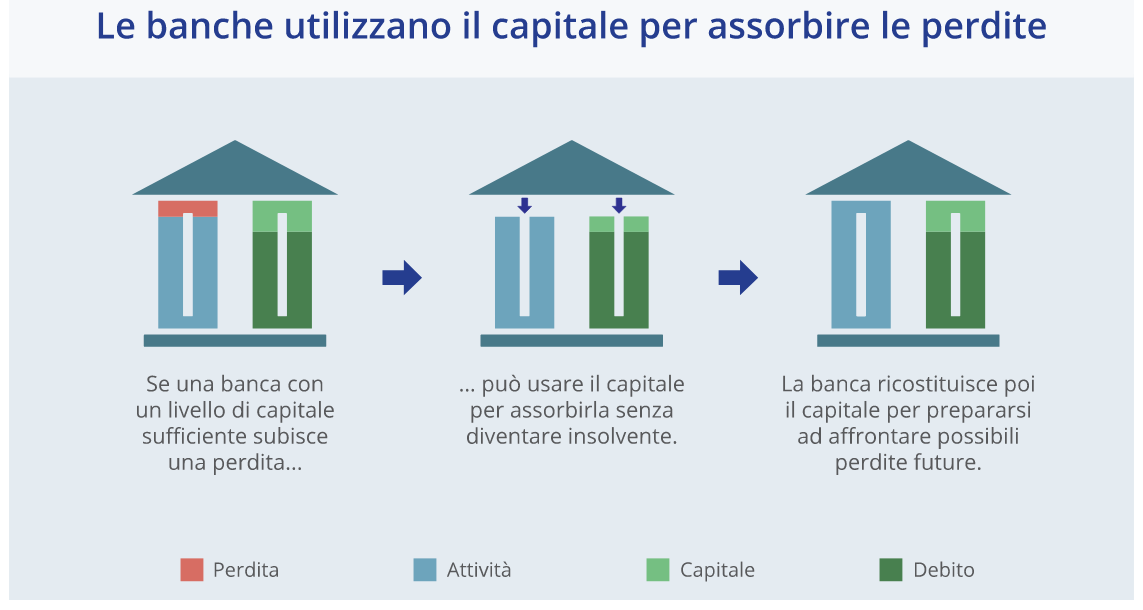 Le banche utilizzano il capitale per assorbire le perdite
Se una banca con
un livello di capitale
sufficiente subisce
una perdita...
... può usare il capitale
per assorbirla senza
diventare insolvente.
La banca ricostituisce poi
il capitale per prepararsi
ad affrontare possibili
perdite future.
Perdita
Attività
Capitale
Debito